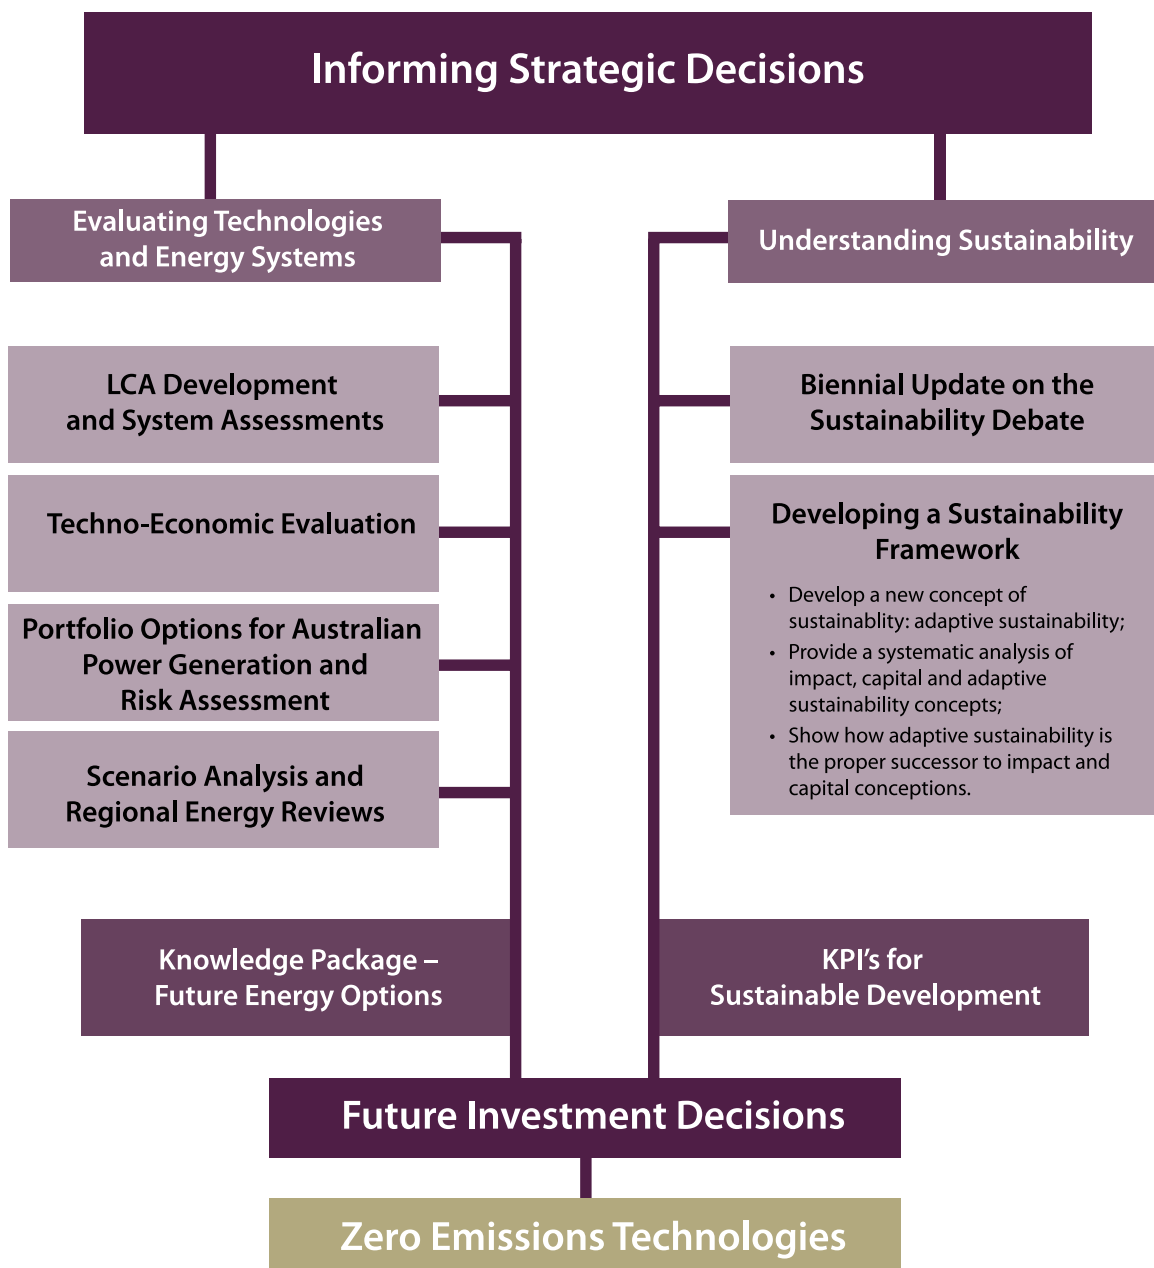 Informing Strategic Decisions
Evaluating Technologies
and Energy Systems
LCA Development
and System Assessments
Techno-Economic Evaluation
Portfolio Options for Australian
Power Generation and
Risk Assessment
Scenario Analysis and
Regional Energy Reviews
Knowledge Package –
Future Energy Options
Understanding Sustainability
Biennial Update on the
Sustainability Debate
Developing a Sustainability
Framework
• Develop a new concept of
sustainablity: adaptive sustainability;
• Provide a systematic analysis of
impact, capital and adaptive
sustainability concepts;
• Show how adaptive sustainability is
the proper successor to impact and
capital conceptions.
KPI's for
Sustainable Development
Future Investment Decisions
Zero Emissions Technologies